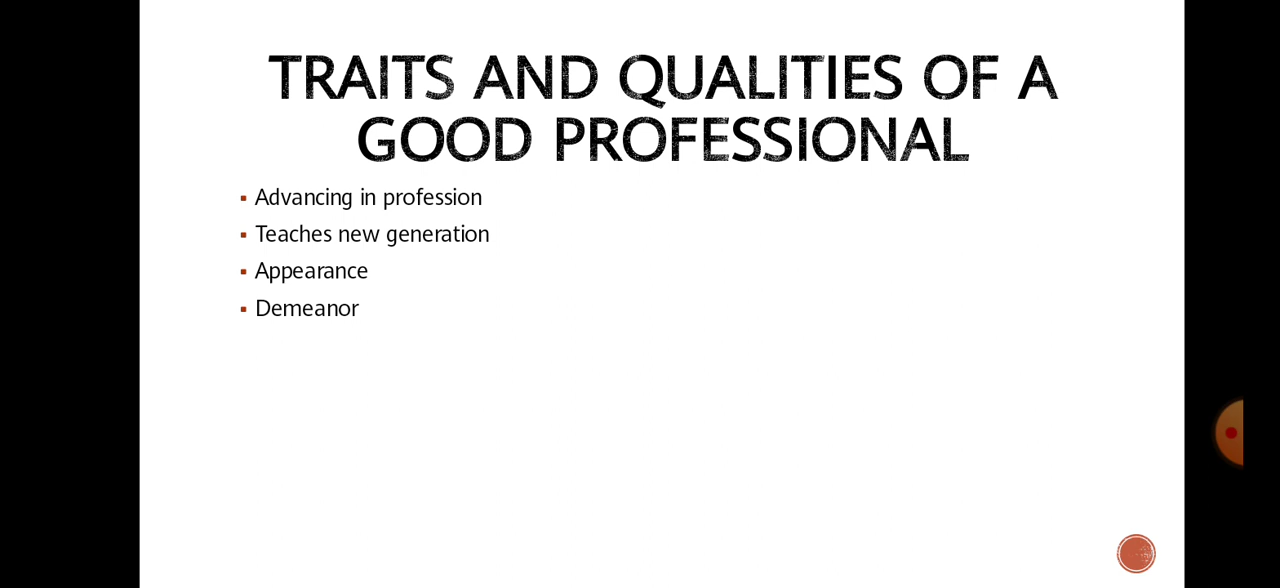 TRAITS AND QUALITIES OF A
GOOD PROFESSIONAL
▪ Advancing in profession
▪ Teaches new generation
▪ Appearance
▪ Demeanor